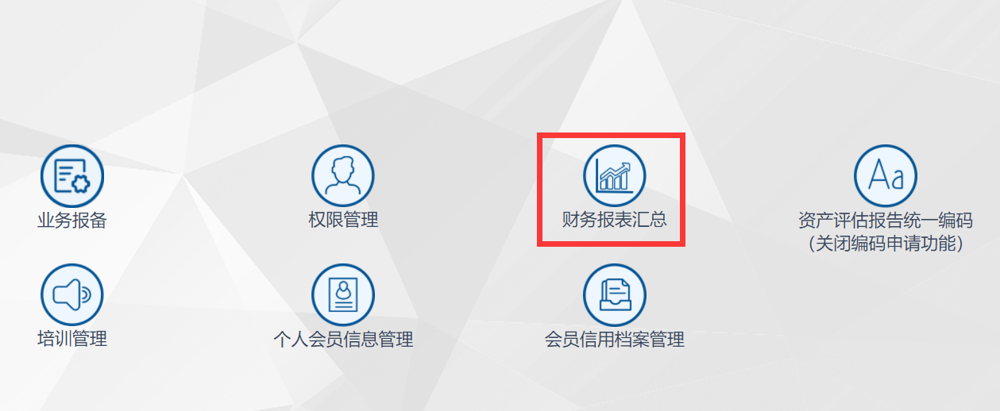 业务报备
权限管理
财务报表汇总
Aa
资产评估报告统一编码
（关闭编码申请功能）
培训管理
个人会员信息管理
会员信用档案管理